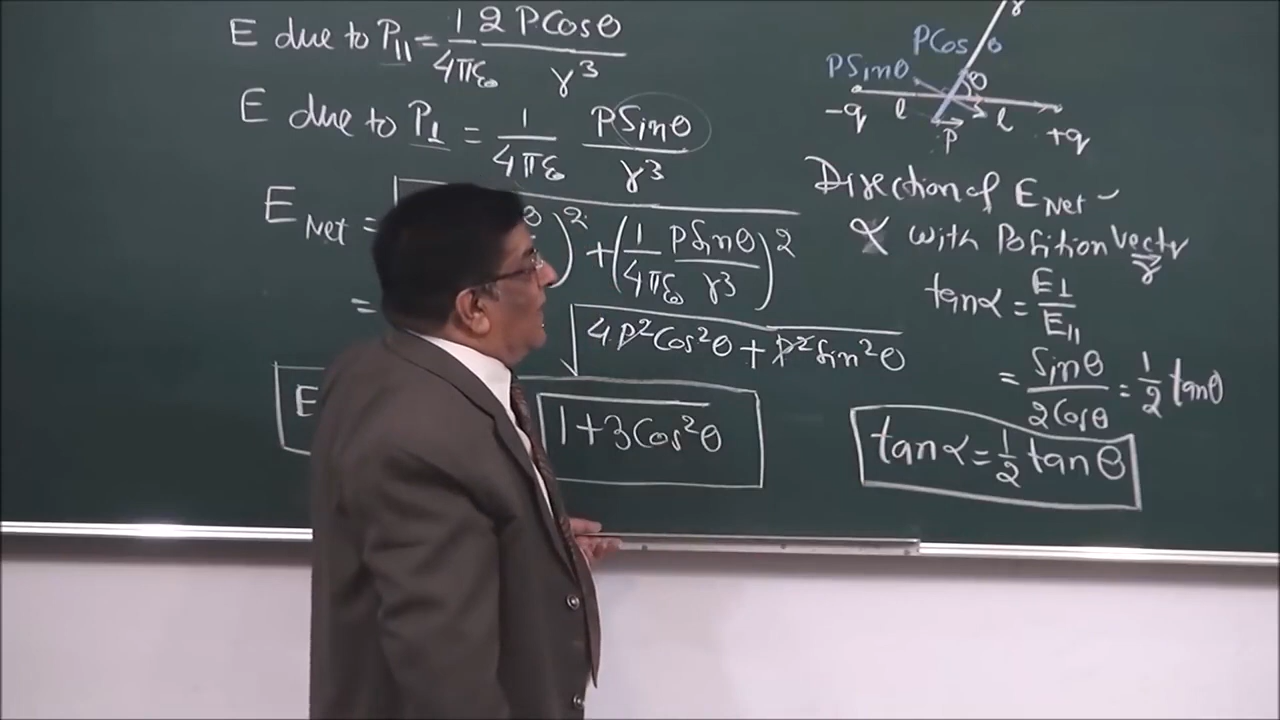 E due to P|| = 1/4πε₀ 2PCosθ/r³
E due to P⊥ = 1/4πε₀ PSinθ/r³
E Net = θ)² + (1/4πε₀ PSinθ/r³)²
= √4P²Cos²θ + P²Sin²θ
E 1+3Cos²θ
r
PCosθ
PSinθ
θ
-q l l +q
P
Direction of E Net -
α with Position Vectr r
tanα = E⊥/E||
= Sinθ/2Cosθ = 1/2 tanθ
tanα = 1/2 tanθ